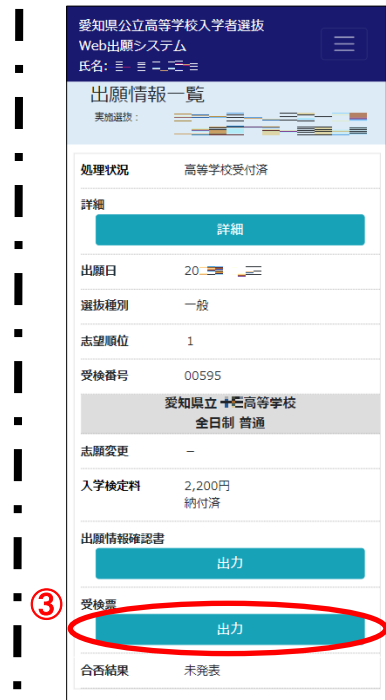 愛知県公立高等学校入学者選抜
Web出願システム
氏名:
出願情報一覧
実施選抜:
処理状況 高等学校受付済
詳細
詳細
出願日 20
選抜種別 一般
志望順位 1
受検番号 00595
愛知県立 高等学校
全日制 普通
志願変更 −
入学検定料 2,200円
納付済
出願情報確認書
出力
③ 受検票
出力
合否結果 未発表